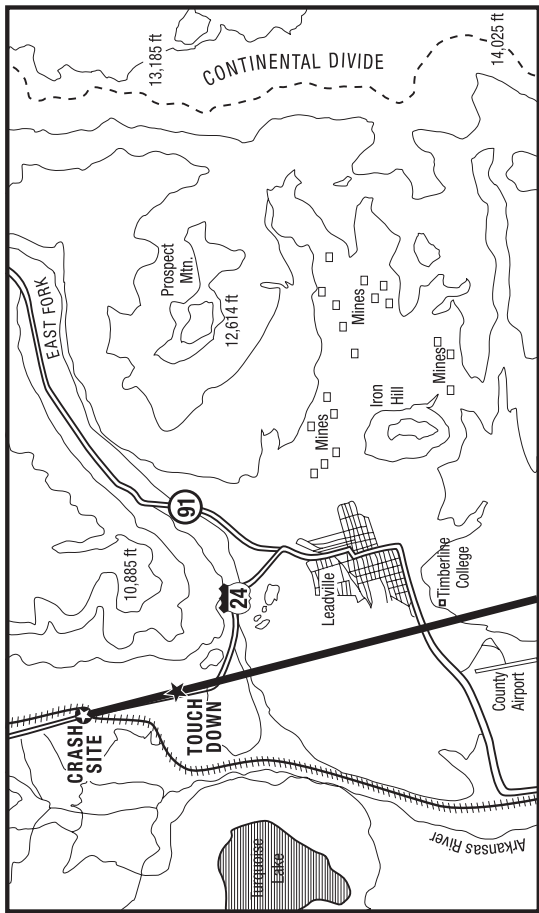 13,185 ft
CONTINENTAL DIVIDE
14,025 ft
EAST FORK
Prospect
Mtn.
12,614 ft
Mines
Mines
Mines
Iron
Hill
91
10,885 ft
24
Leadville
Timberline
College
CRASH
SITE
TOUCH
DOWN
County
Airport
Turquoise
Lake
Arkansas River